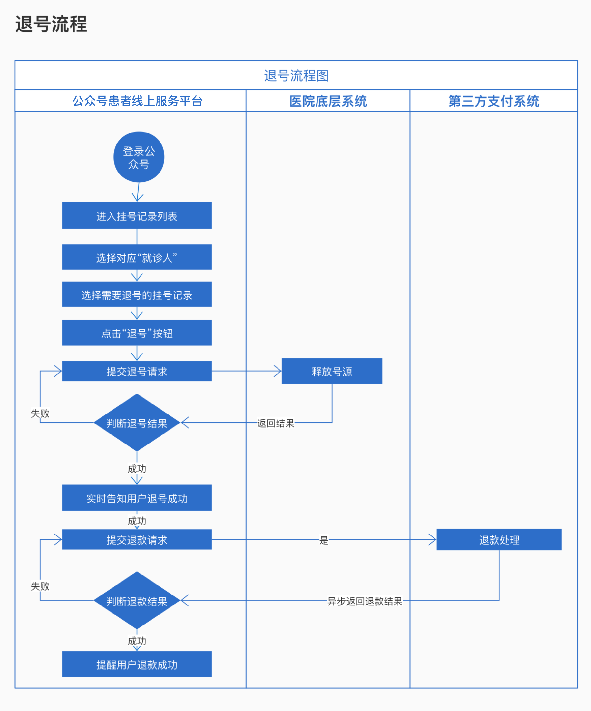 退号流程
退号流程图
公众号患者线上服务平台
医院底层系统
第三方支付系统
登录公
众号
进入挂号记录列表
选择对应“就诊人”
选择需要退号的挂号记录
点击“退号”按钮
提交退号请求
释放号源
失败
判断退号结果
返回结果
成功
实时告知用户退号成功
成功
提交退款请求
是
退款处理
失败
判断退款结果
异步返回退款结果
成功
提醒用户退款成功